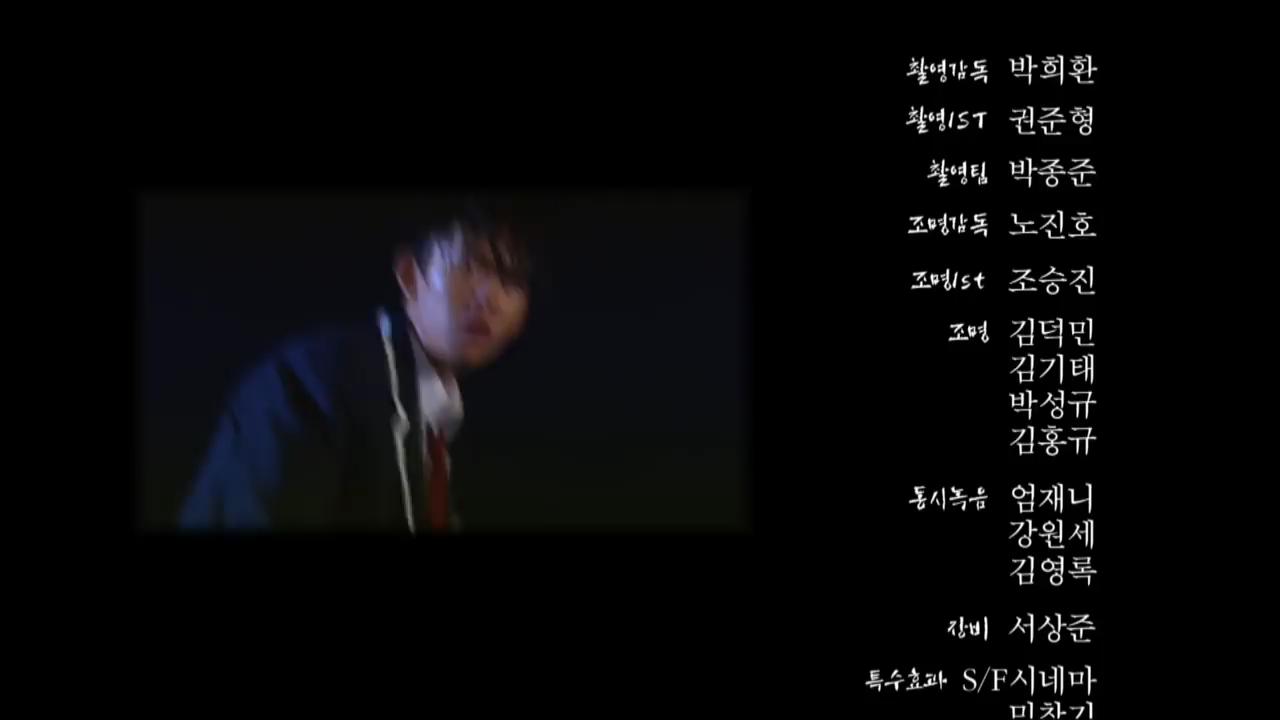 촬영감독 박희환
촬영1ST 권준형
촬영팀 박종준
조명감독 노진호
조명1st 조승진
조명 김덕민
김기태
박성규
김홍규
통시녹음 엄재니
강원세
김영록
장비 서상준
특수효과 S/F시네마